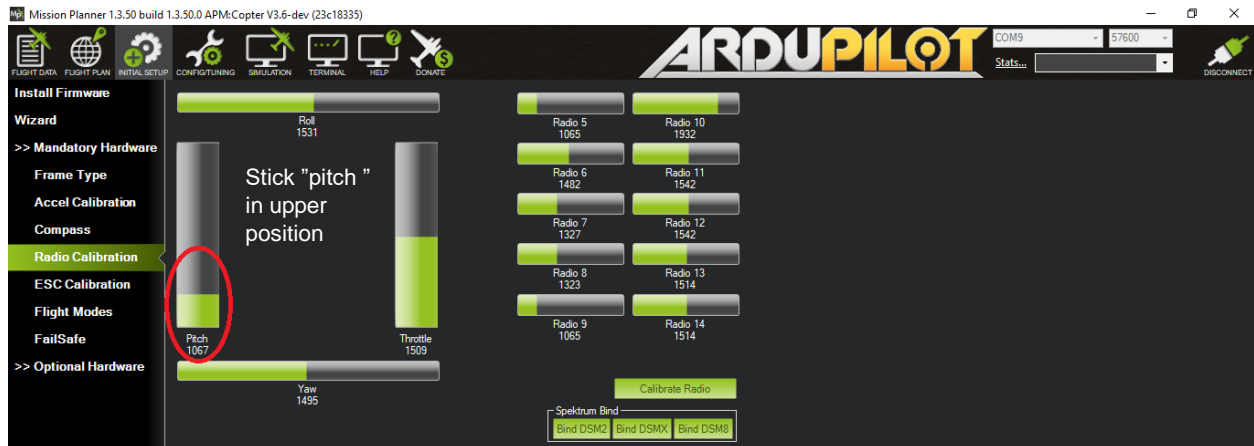 Mission Planner 1.3.50 build 1.3.50.0 APM:Copter V3.6-dev (23c18335)
FLIGHT DATA
FLIGHT PLAN
INITIAL SETUP
CONFIG/TUNING
SIMULATION
TERMINAL
HELP
DONATE
ARDUPILOT
COM9
57600
Stats...
DISCONNECT
Install Firmware
Wizard
>> Mandatory Hardware
Frame Type
Accel Calibration
Compass
Radio Calibration
ESC Calibration
Flight Modes
FailSafe
>> Optional Hardware
Roll
1531
Stick "pitch "
in upper
position
Pitch
1067
Throttle
1509
Yaw
1495
Radio 5
1065
Radio 10
1932
Radio 6
1482
Radio 11
1542
Radio 7
1327
Radio 12
1542
Radio 8
1323
Radio 13
1514
Radio 9
1065
Radio 14
1514
Calibrate Radio
Spektrum Bind
Bind DSM2
Bind DSMX
Bind DSM8